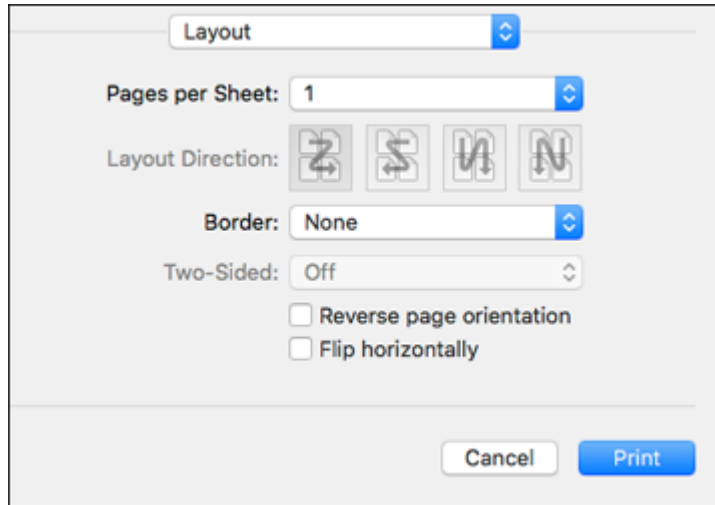 Layout
Pages per Sheet: 1
Layout Direction:
Border: None
Two-Sided: Off
Reverse page orientation
Flip horizontally
Cancel Print